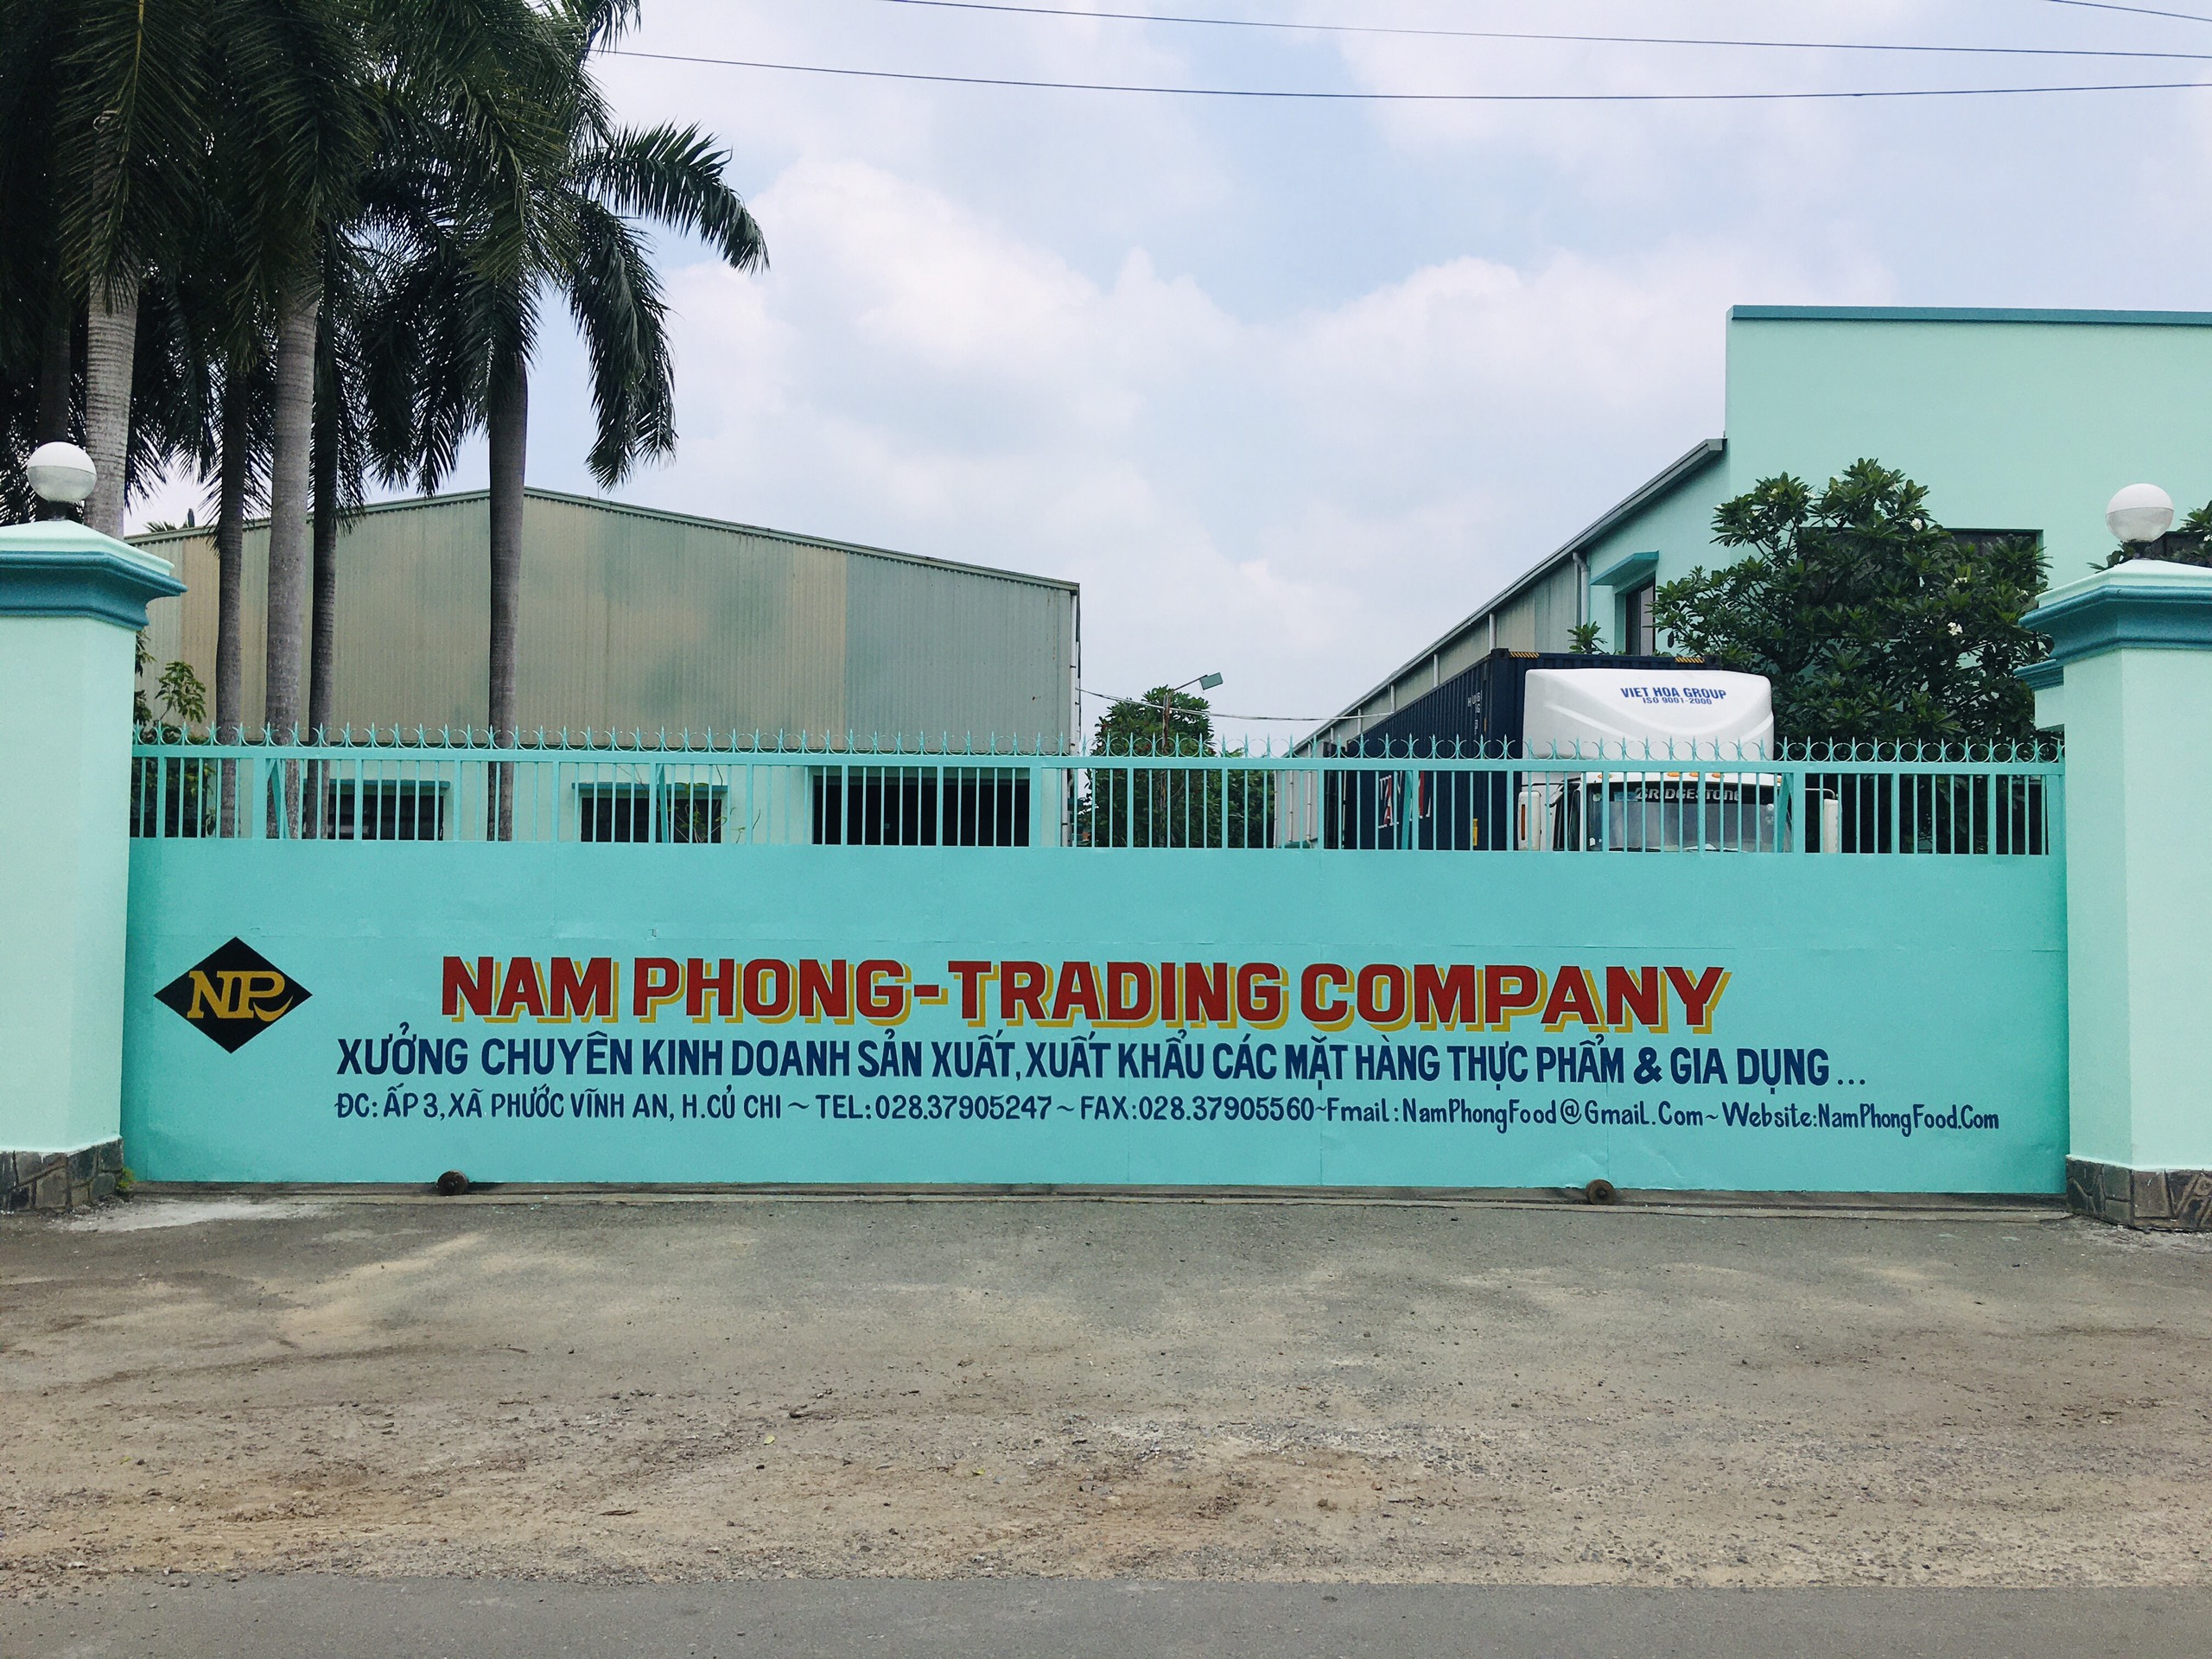 VIET HOA GROUP
ISO 9001-2000
BRIDGESTONE
NP
NAM PHONG-TRADING COMPANY
XƯỞNG CHUYÊN KINH DOANH SẢN XUẤT, XUẤT KHẨU CÁC MẶT HÀNG THỰC PHẨM & GIA DỤNG...
ĐC: ẤP 3, XÃ PHƯỚC VĨNH AN, H.CỦ CHI ~ TEL: 028.37905247 ~ FAX: 028.37905560 ~ Fmail: NamPhongFood@Gmail.Com ~ Website: NamPhongFood.Com